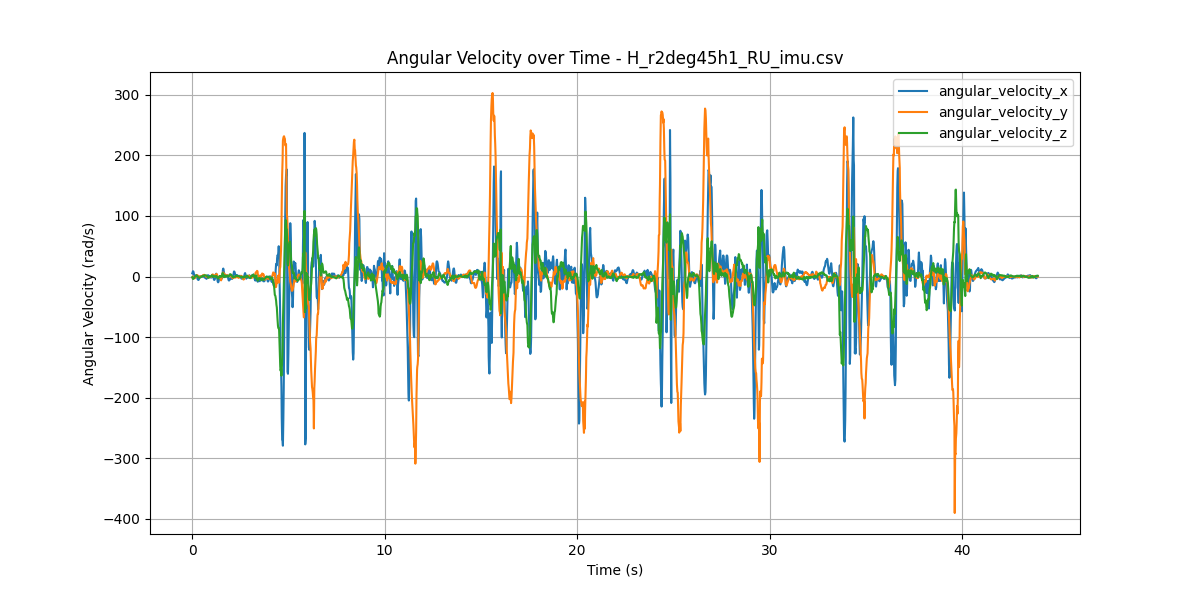 Angular Velocity over Time - H_r2deg45h1_RU_imu.csv
angular_velocity_x
angular_velocity_y
angular_velocity_z
Angular Velocity (rad/s)
300
200
100
0
−100
−200
−300
−400
0 10 20 30 40
Time (s)